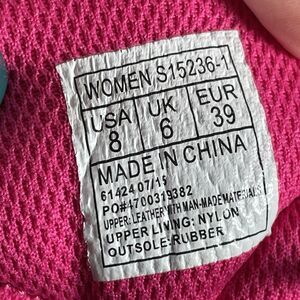 WOMEN S15236-1
USA UK EUR
8 6 39
MADE IN CHINA
61424 07/15
PO#4700319382
UPPER: LEATHER WITH MAN-MADE MATERIALS
UPPER LIVING: NYLON
OUTSOLE: RUBBER